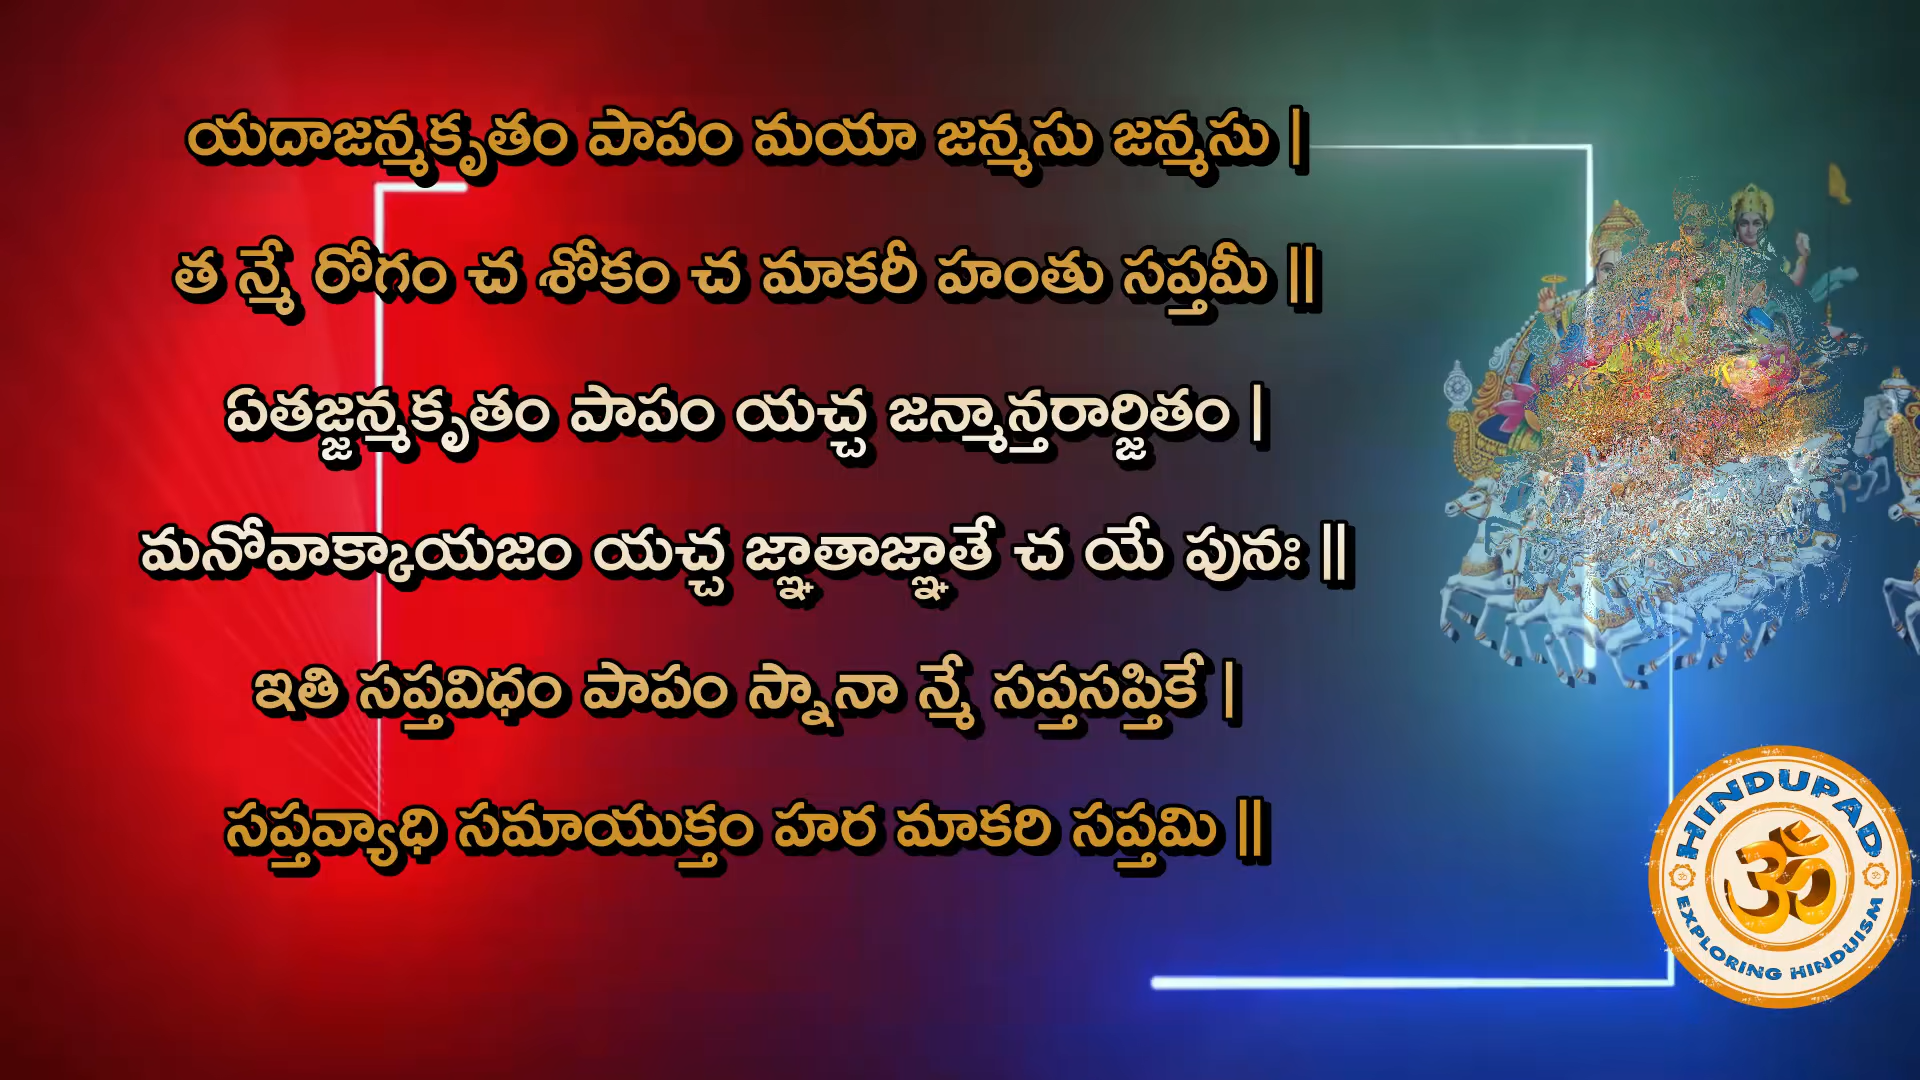 యదాజన్మకృతం పాపం మయా జన్మసు జన్మసు |
త న్మే రోగం చ శోకం చ మాకరీ హంతు సప్తమీ ||
ఏతజ్జన్మకృతం పాపం యచ్చ జన్మాన్తరార్జితం |
మనోవాక్కాయజం యచ్చ జ్ఞాతాజ్ఞాతే చ యే పునః ||
ఇతి సప్తవిధం పాపం స్నానా న్మే సప్తసప్తికే |
సప్తవ్యాధి సమాయుక్తం హర మాకరి సప్తమి ||
HINDUPAD
ॐ
EXPLORING HINDUISM